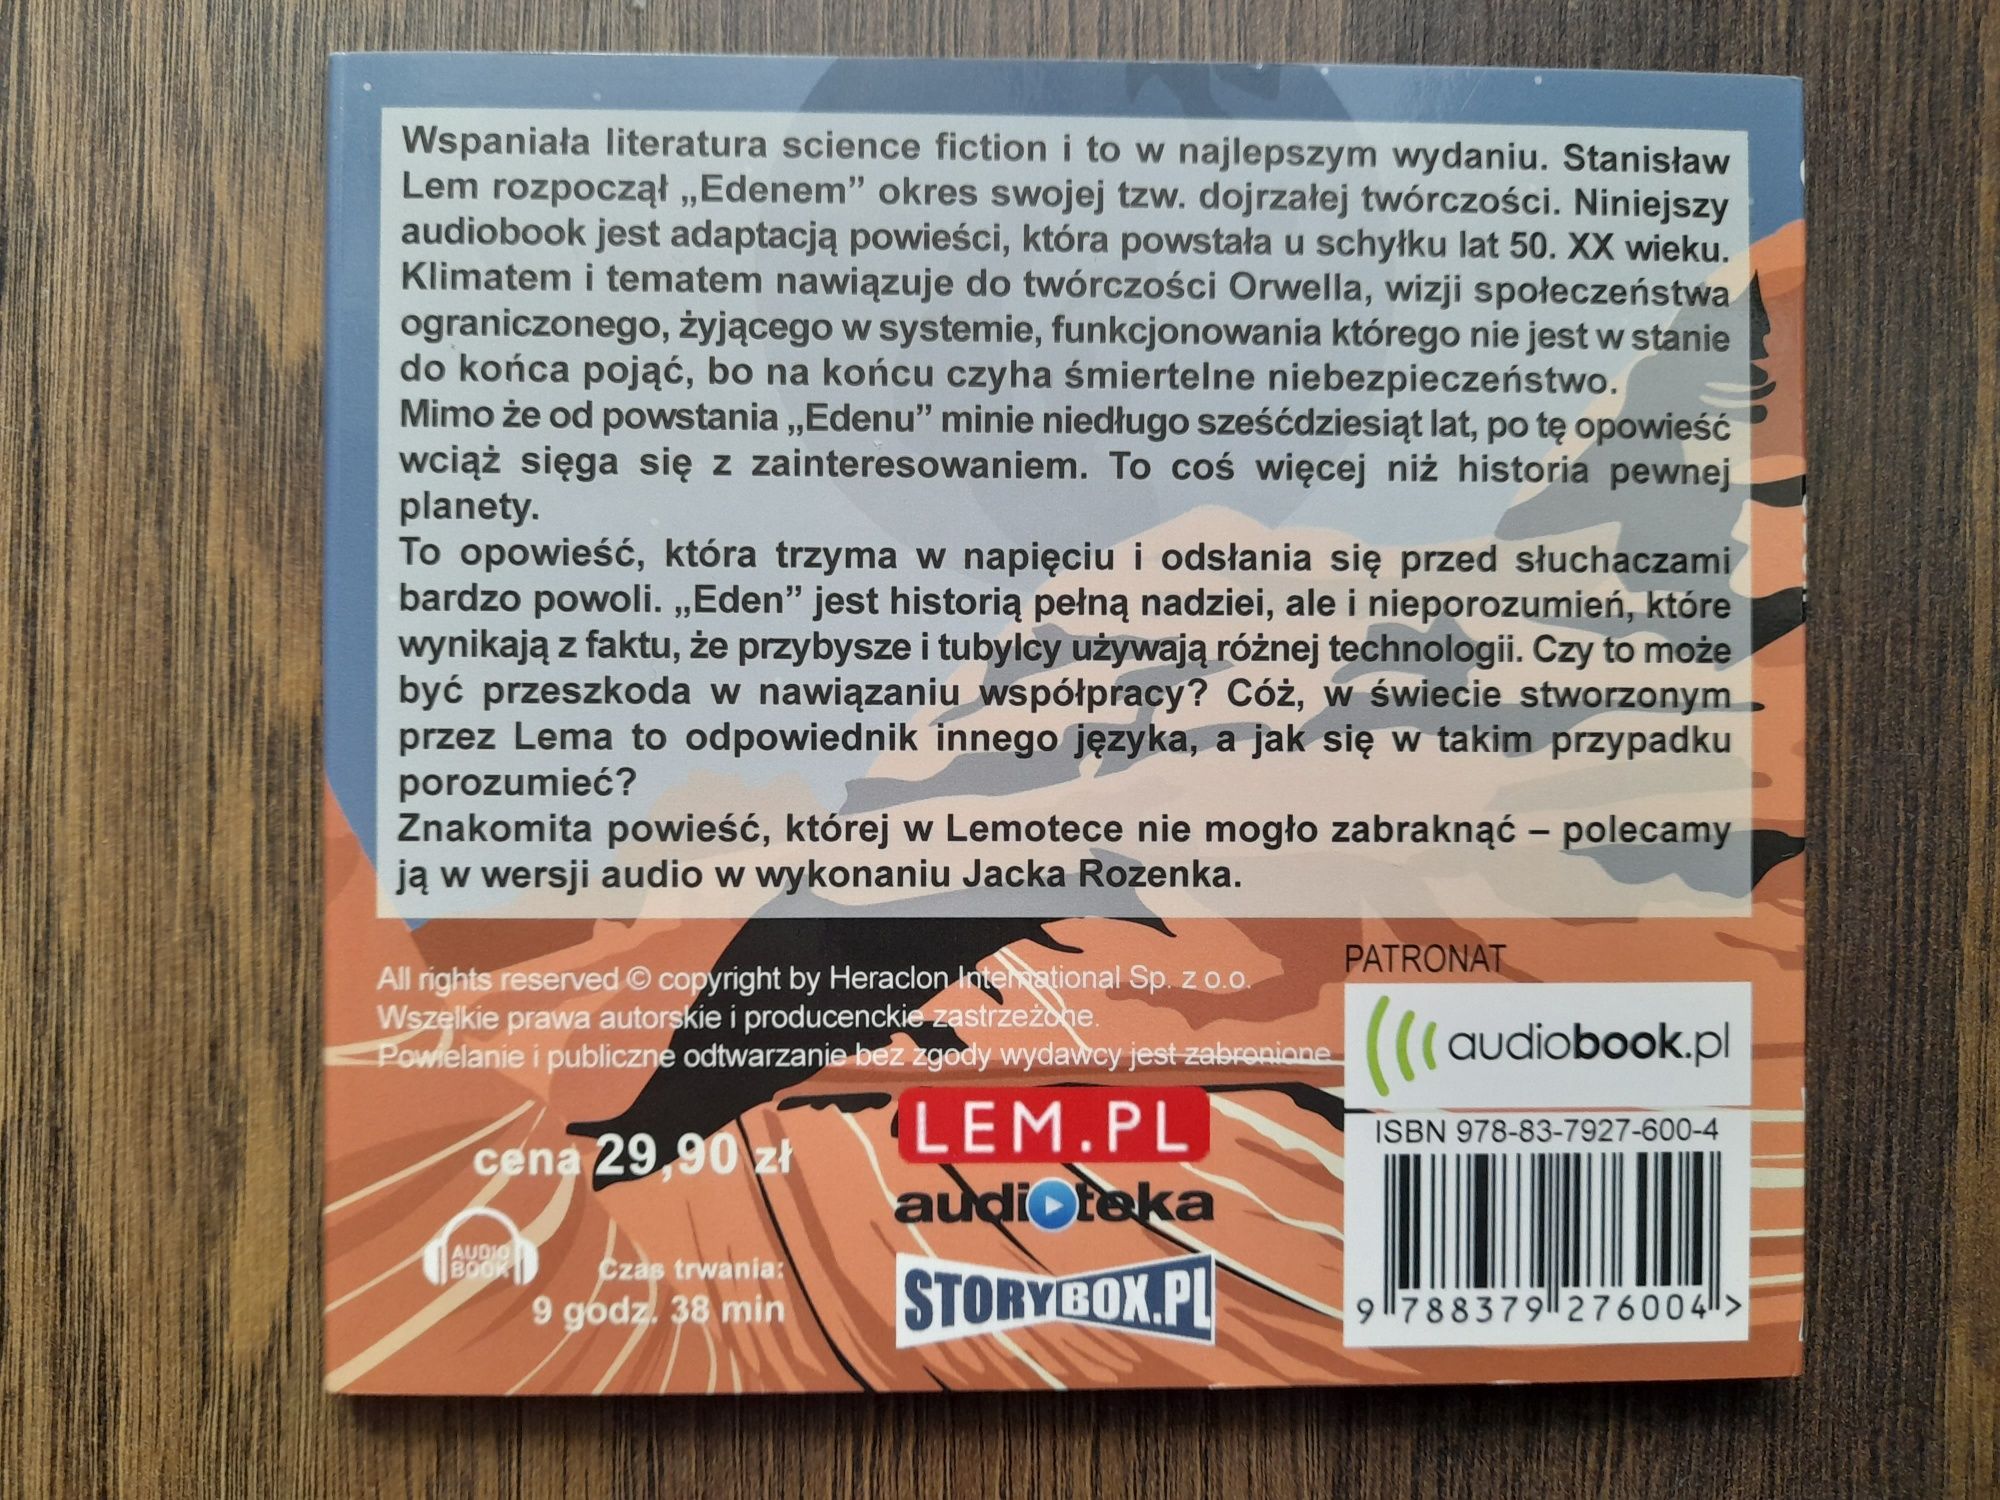 Wspaniała literatura science fiction i to w najlepszym wydaniu. Stanisław
Lem rozpoczął „Edenem” okres swojej tzw. dojrzałej twórczości. Niniejszy
audiobook jest adaptacją powieści, która powstała u schyłku lat 50. XX wieku.
Klimatem i tematem nawiązuje do twórczości Orwella, wizji społeczeństwa
ograniczonego, żyjącego w systemie, funkcjonowania którego nie jest w stanie
do końca pojąć, bo na końcu czyha śmiertelne niebezpieczeństwo.
Mimo że od powstania „Edenu” minie niedługo sześćdziesiąt lat, po tę opowieść
wciąż sięga się z zainteresowaniem. To coś więcej niż historia pewnej
planety.
To opowieść, która trzyma w napięciu i odsłania się przed słuchaczami
bardzo powoli. „Eden” jest historią pełną nadziei, ale i nieporozumień, które
wynikają z faktu, że przybysze i tubylcy używają różnej technologii. Czy to może
być przeszkoda w nawiązaniu współpracy? Cóż, w świecie stworzonym
przez Lema to odpowiednik innego języka, a jak się w takim przypadku
porozumieć?
Znakomita powieść, której w Lemotece nie mogło zabraknąć – polecamy
ją w wersji audio w wykonaniu Jacka Rozenka.
All rights reserved © copyright by Heraclon International Sp. z o.o.
Wszelkie prawa autorskie i producenckie zastrzeżone.
Powielanie i publiczne odtwarzanie bez zgody wydawcy jest zabronione
PATRONAT
audiobook.pl
ISBN 978-83-7927-600-4
9 788379 276004 >
cena 29,90 zł
LEM.PL
audioteka
STORYBOX.PL
AUDIO
BOOK
Czas trwania:
9 godz. 38 min